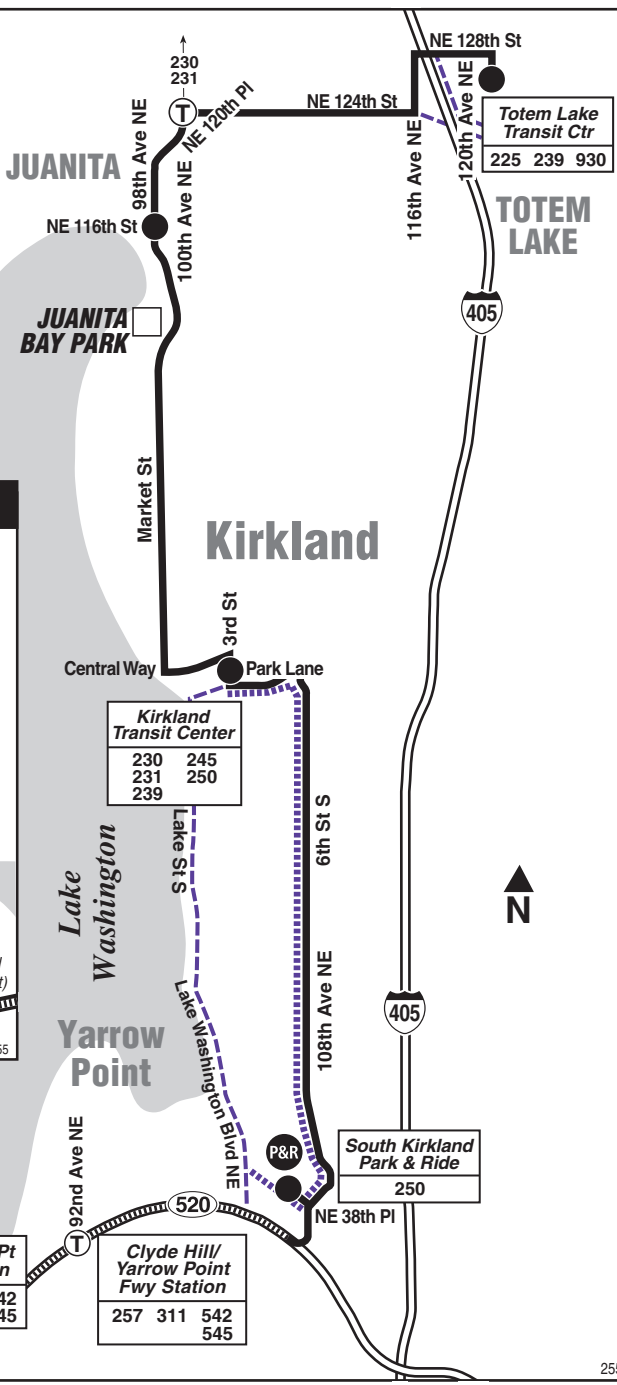 230
231
T
NE 128th St
NE 120th Pl
NE 124th St
98th Ave NE
100th Ave NE
116th Ave NE
120th Ave NE
Totem Lake
Transit Ctr
225 239 930
JUANITA
NE 116th St
TOTEM
LAKE
405
JUANITA
BAY PARK
Market St
Kirkland
3rd St
Central Way
Park Lane
Kirkland
Transit Center
230 245
231 250
239
Lake St S
6th St S
Lake
Washington
N
t)
55
108th Ave NE
405
Yarrow
Point
Lake Washington Blvd NE
92nd Ave NE
P&R
South Kirkland
Park & Ride
250
520
NE 38th Pl
T
Pt
n
42
45
Clyde Hill/
Yarrow Point
Fwy Station
257 311 542
545
255